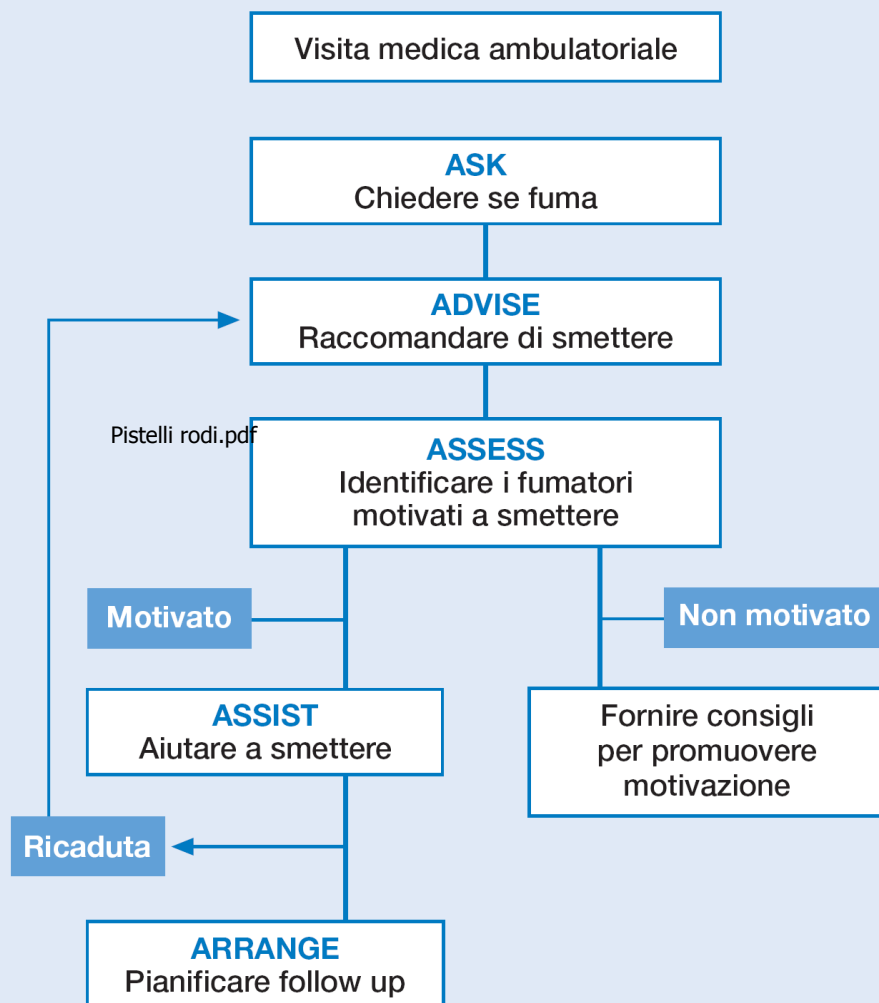 Visita medica ambulatoriale
ASK
Chiedere se fuma
ADVISE
Raccomandare di smettere
Pistelli rodi.pdf
ASSESS
Identificare i fumatori
motivati a smettere
Motivato
Non motivato
ASSIST
Aiutare a smettere
Fornire consigli
per promuovere
motivazione
Ricaduta
ARRANGE
Pianificare follow up